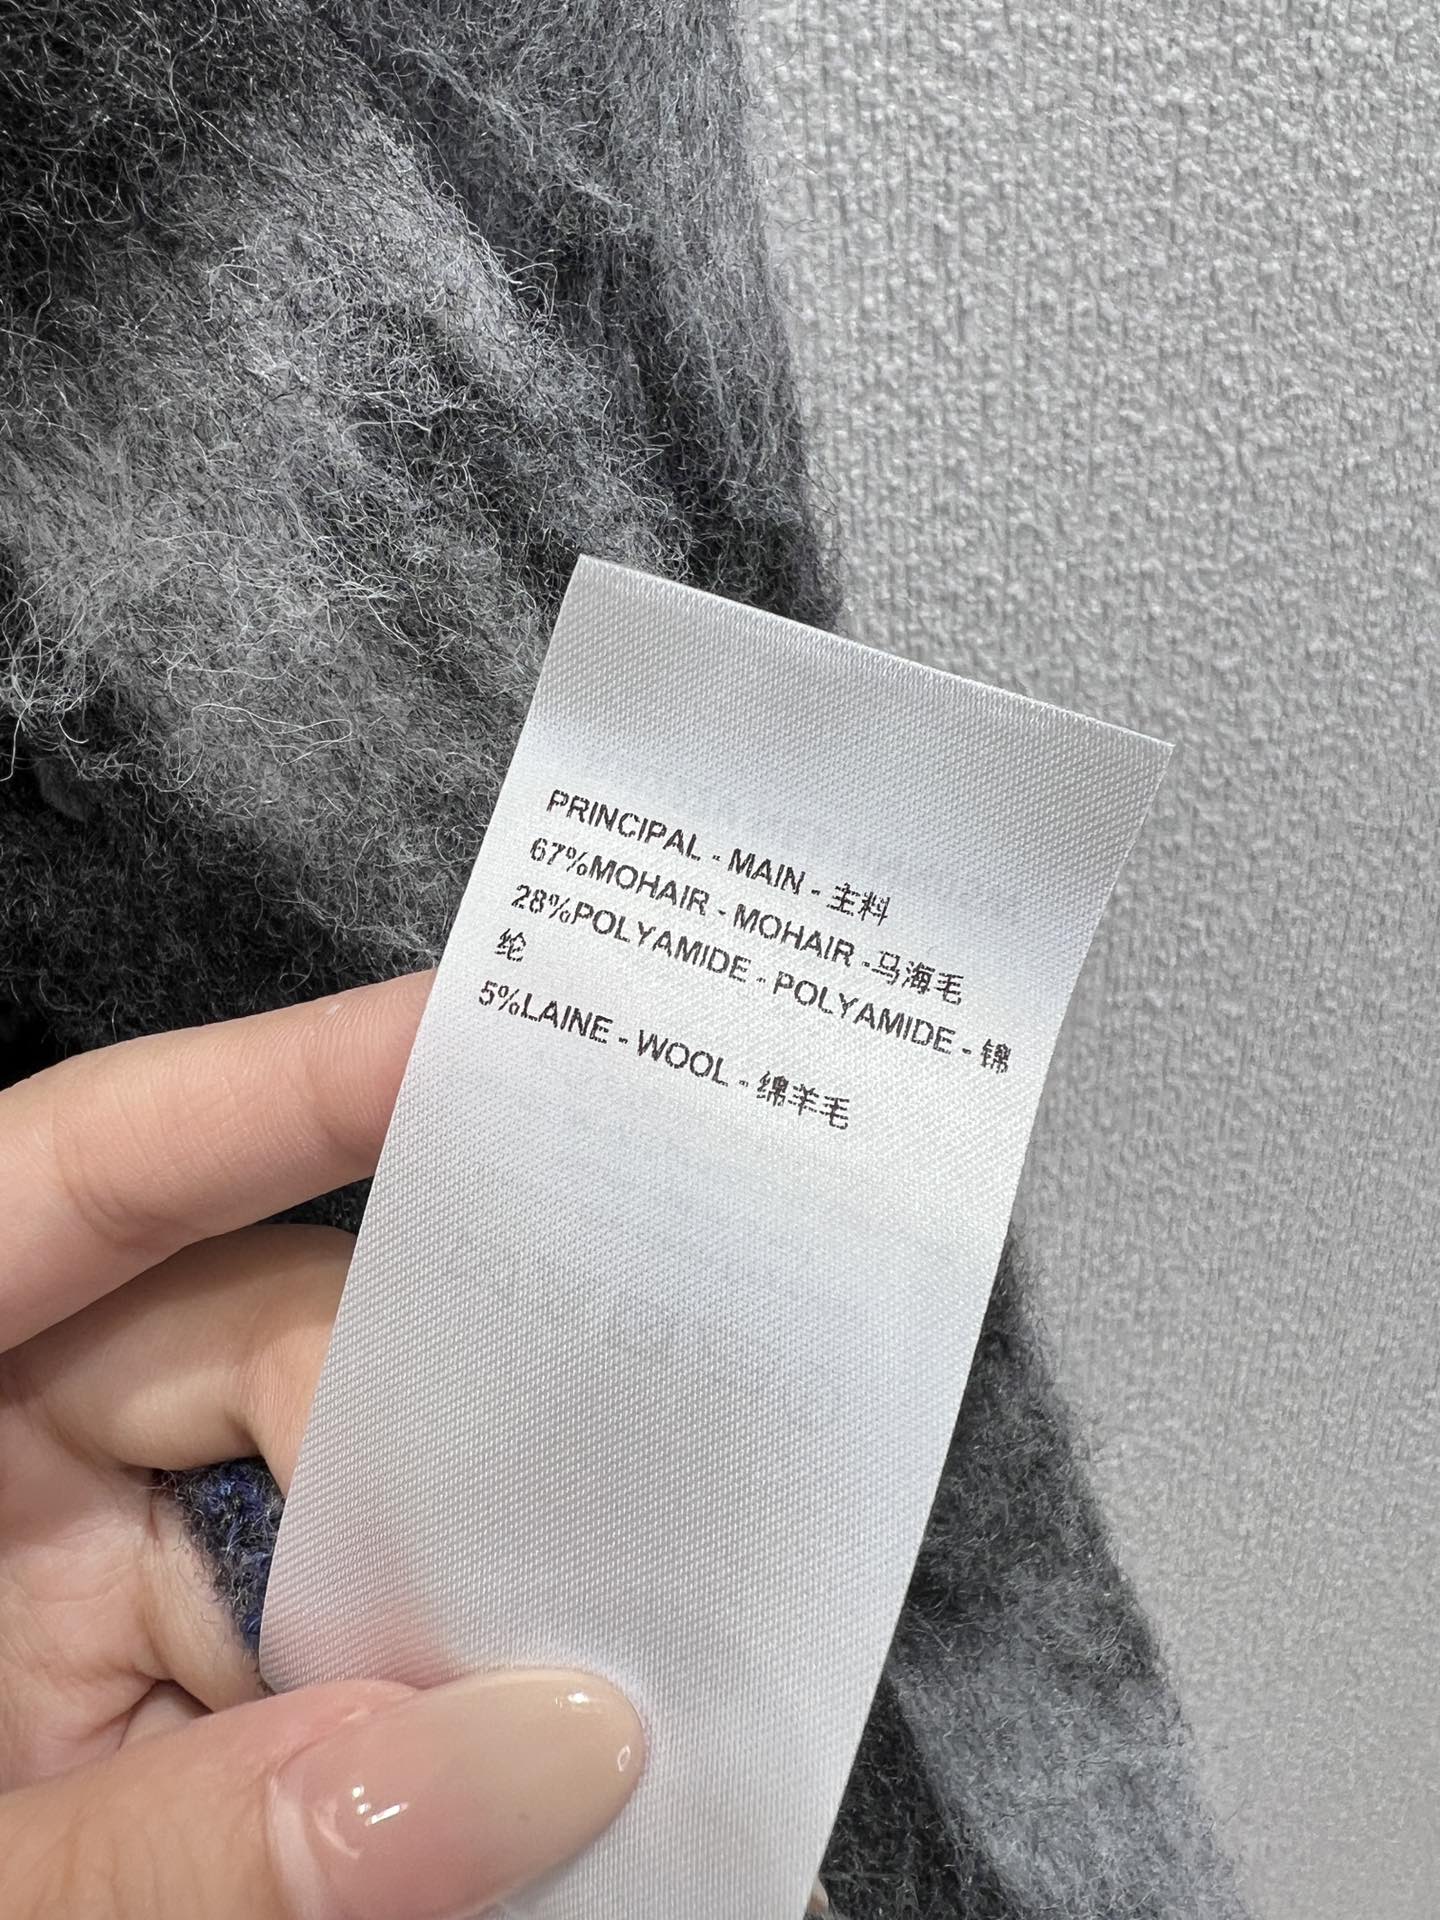 PRINCIPAL - MAIN - 主料
67%MOHAIR - MOHAIR -马海毛
28%POLYAMIDE - POLYAMIDE - 锦
纶
5%LAINE - WOOL - 绵羊毛